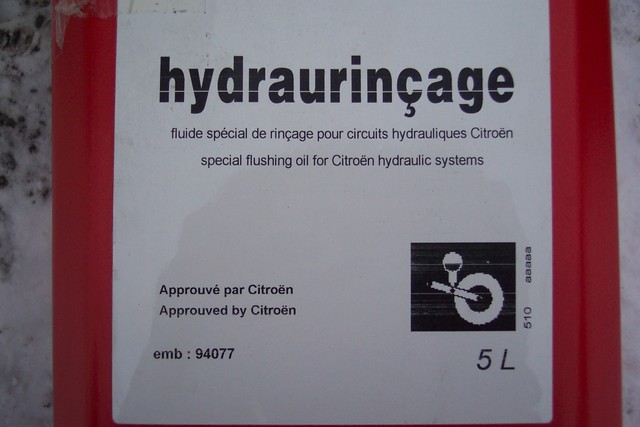 hydraurinçage
fluide spécial de rinçage pour circuits hydrauliques Citroën
special flushing oil for Citroën hydraulic systems
Approuvé par Citroën
Approuved by Citroën
emb : 94077
510 aaaaa
5 L